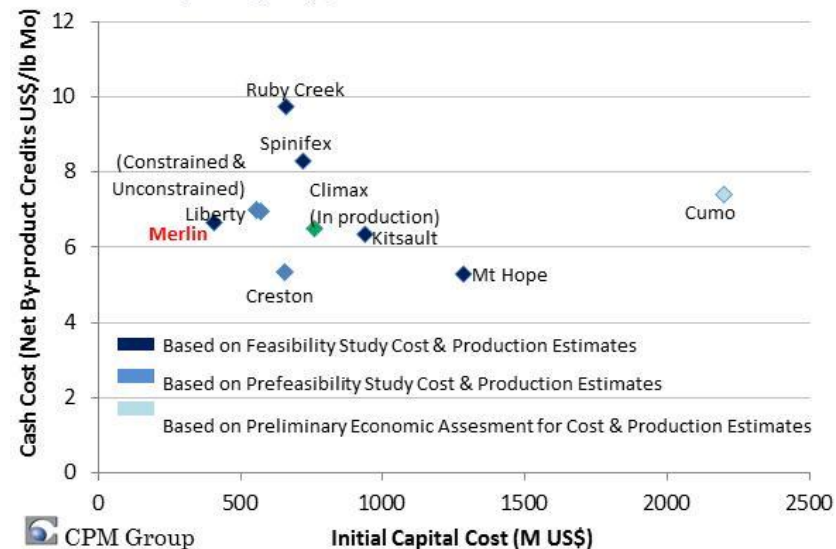 Cash Cost (Net By-product Credits US$/lb Mo)
12
10
8
6
4
2
0
Ruby Creek
Spinifex
(Constrained &
Unconstrained)
Liberty
Merlin
Climax
(In production)
Kitsault
Cumo
Mt Hope
Creston
Based on Feasibility Study Cost & Production Estimates
Based on Prefeasibility Study Cost & Production Estimates
Based on Preliminary Economic Assesment for Cost & Production Estimates
0 500 1000 1500 2000 2500
CPM Group
Initial Capital Cost (M US$)